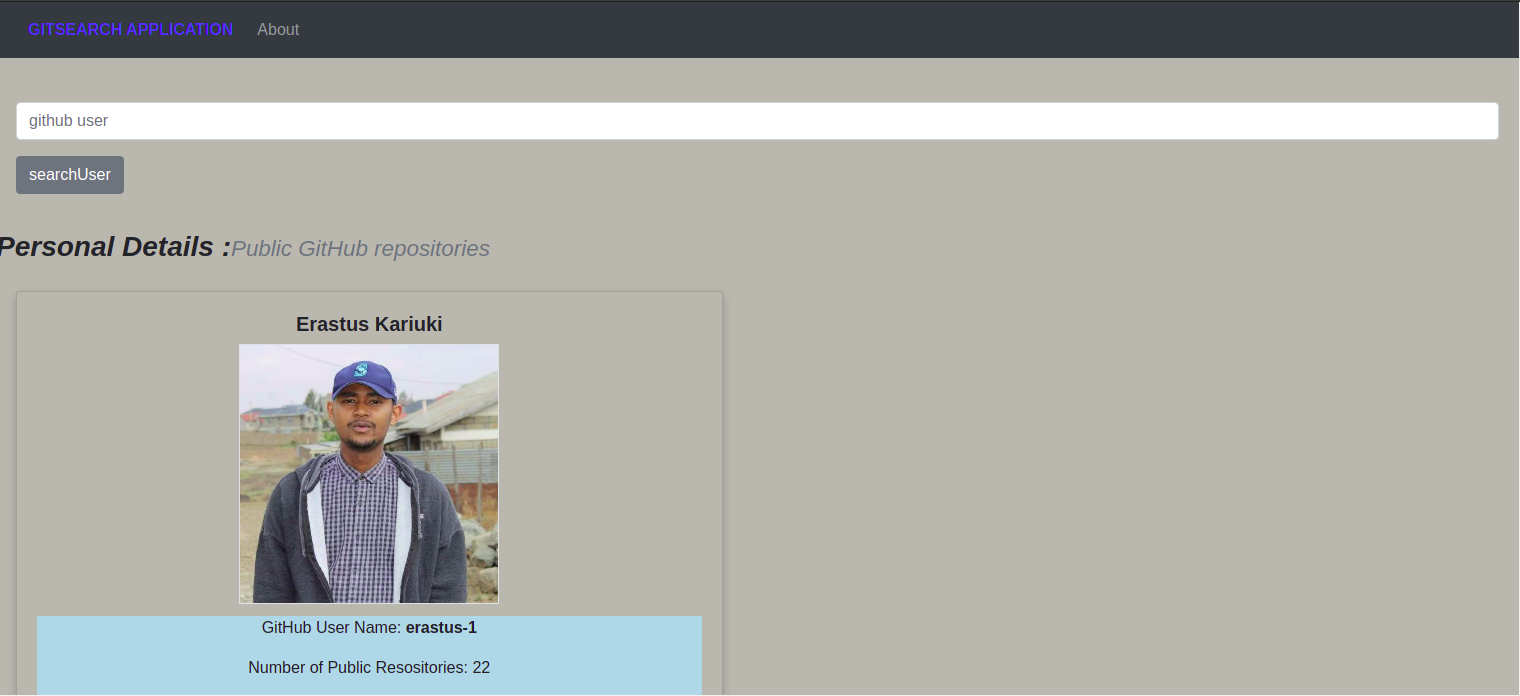 GITSEARCH APPLICATION About
github user
searchUser
Personal Details :Public GitHub repositories
Erastus Kariuki
S
GitHub User Name: erastus-1
Number of Public Resositories: 22